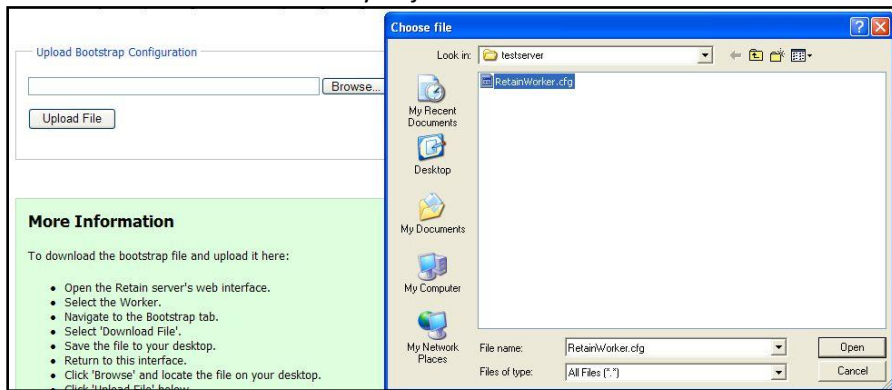 Upload Bootstrap Configuration
Browse...
Upload File
More Information
To download the bootstrap file and upload it here:
Open the Retain server's web interface.
Select the Worker.
Navigate to the Bootstrap tab.
Select 'Download File'.
Save the file to your desktop.
Return to this interface.
Click 'Browse' and locate the file on your desktop.
Click 'Upload File' below
Choose file
Look in:
testserver
RetainWorker.cfg
My Recent
Documents
Desktop
My Documents
My Computer
My Network
Places
File name:
RetainWorker.cfg
Open
Files of type:
All Files (*.*)
Cancel